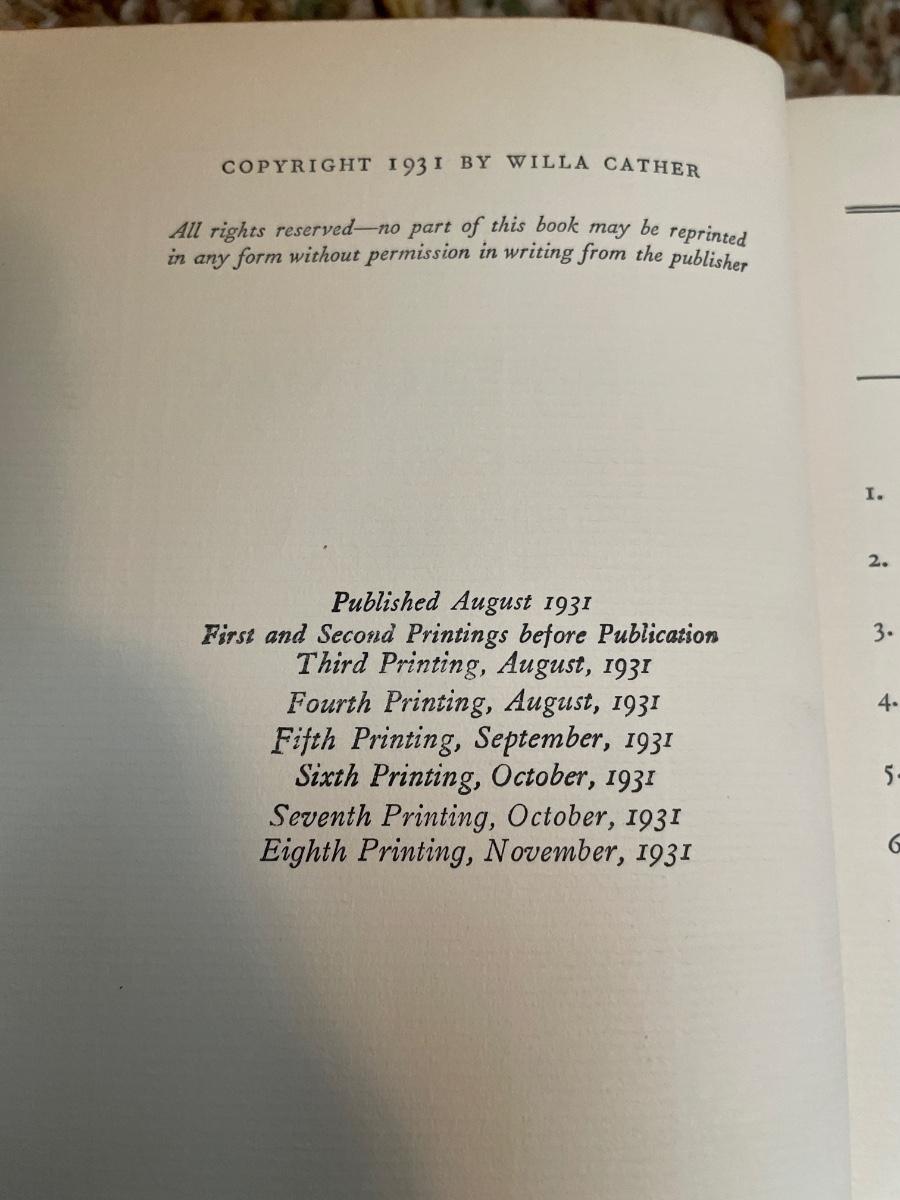 COPYRIGHT 1931 BY WILLA CATHER
All rights reserved—no part of this book may be reprinted
in any form without permission in writing from the publisher
Published August 1931
First and Second Printings before Publication
Third Printing, August, 1931
Fourth Printing, August, 1931
Fifth Printing, September, 1931
Sixth Printing, October, 1931
Seventh Printing, October, 1931
Eighth Printing, November, 1931
1.
2.
3.
4.
5.
6